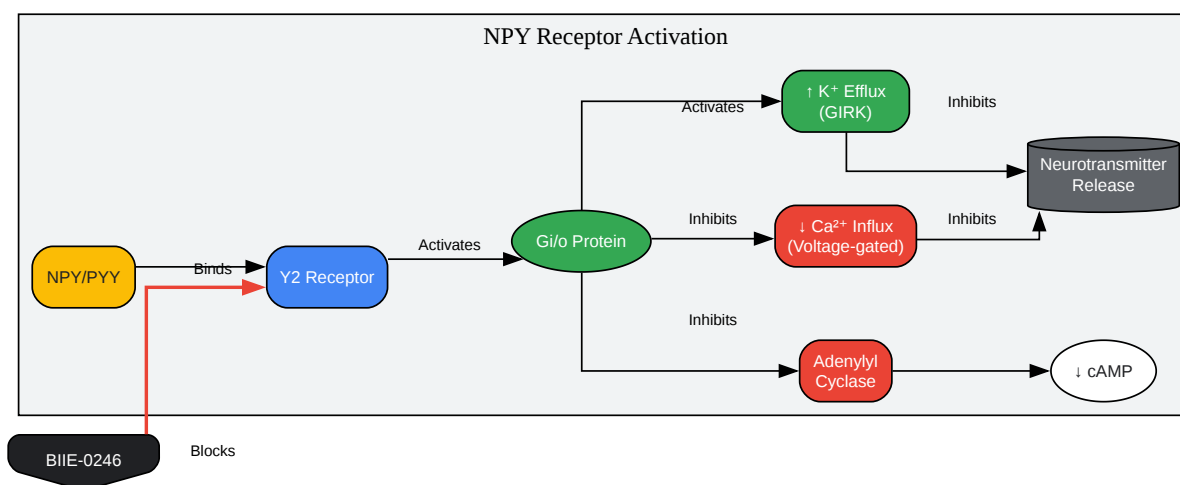 NPY Receptor Activation
↑ K⁺ Efflux
(GIRK)
Activates
Inhibits
Neurotransmitter
Release
NPY/PYY
Binds
Y2 Receptor
Activates
Gi/o Protein
Inhibits
↓ Ca²⁺ Influx
(Voltage-gated)
Inhibits
Inhibits
Adenylyl
Cyclase
↓ cAMP
BIIE-0246
Blocks